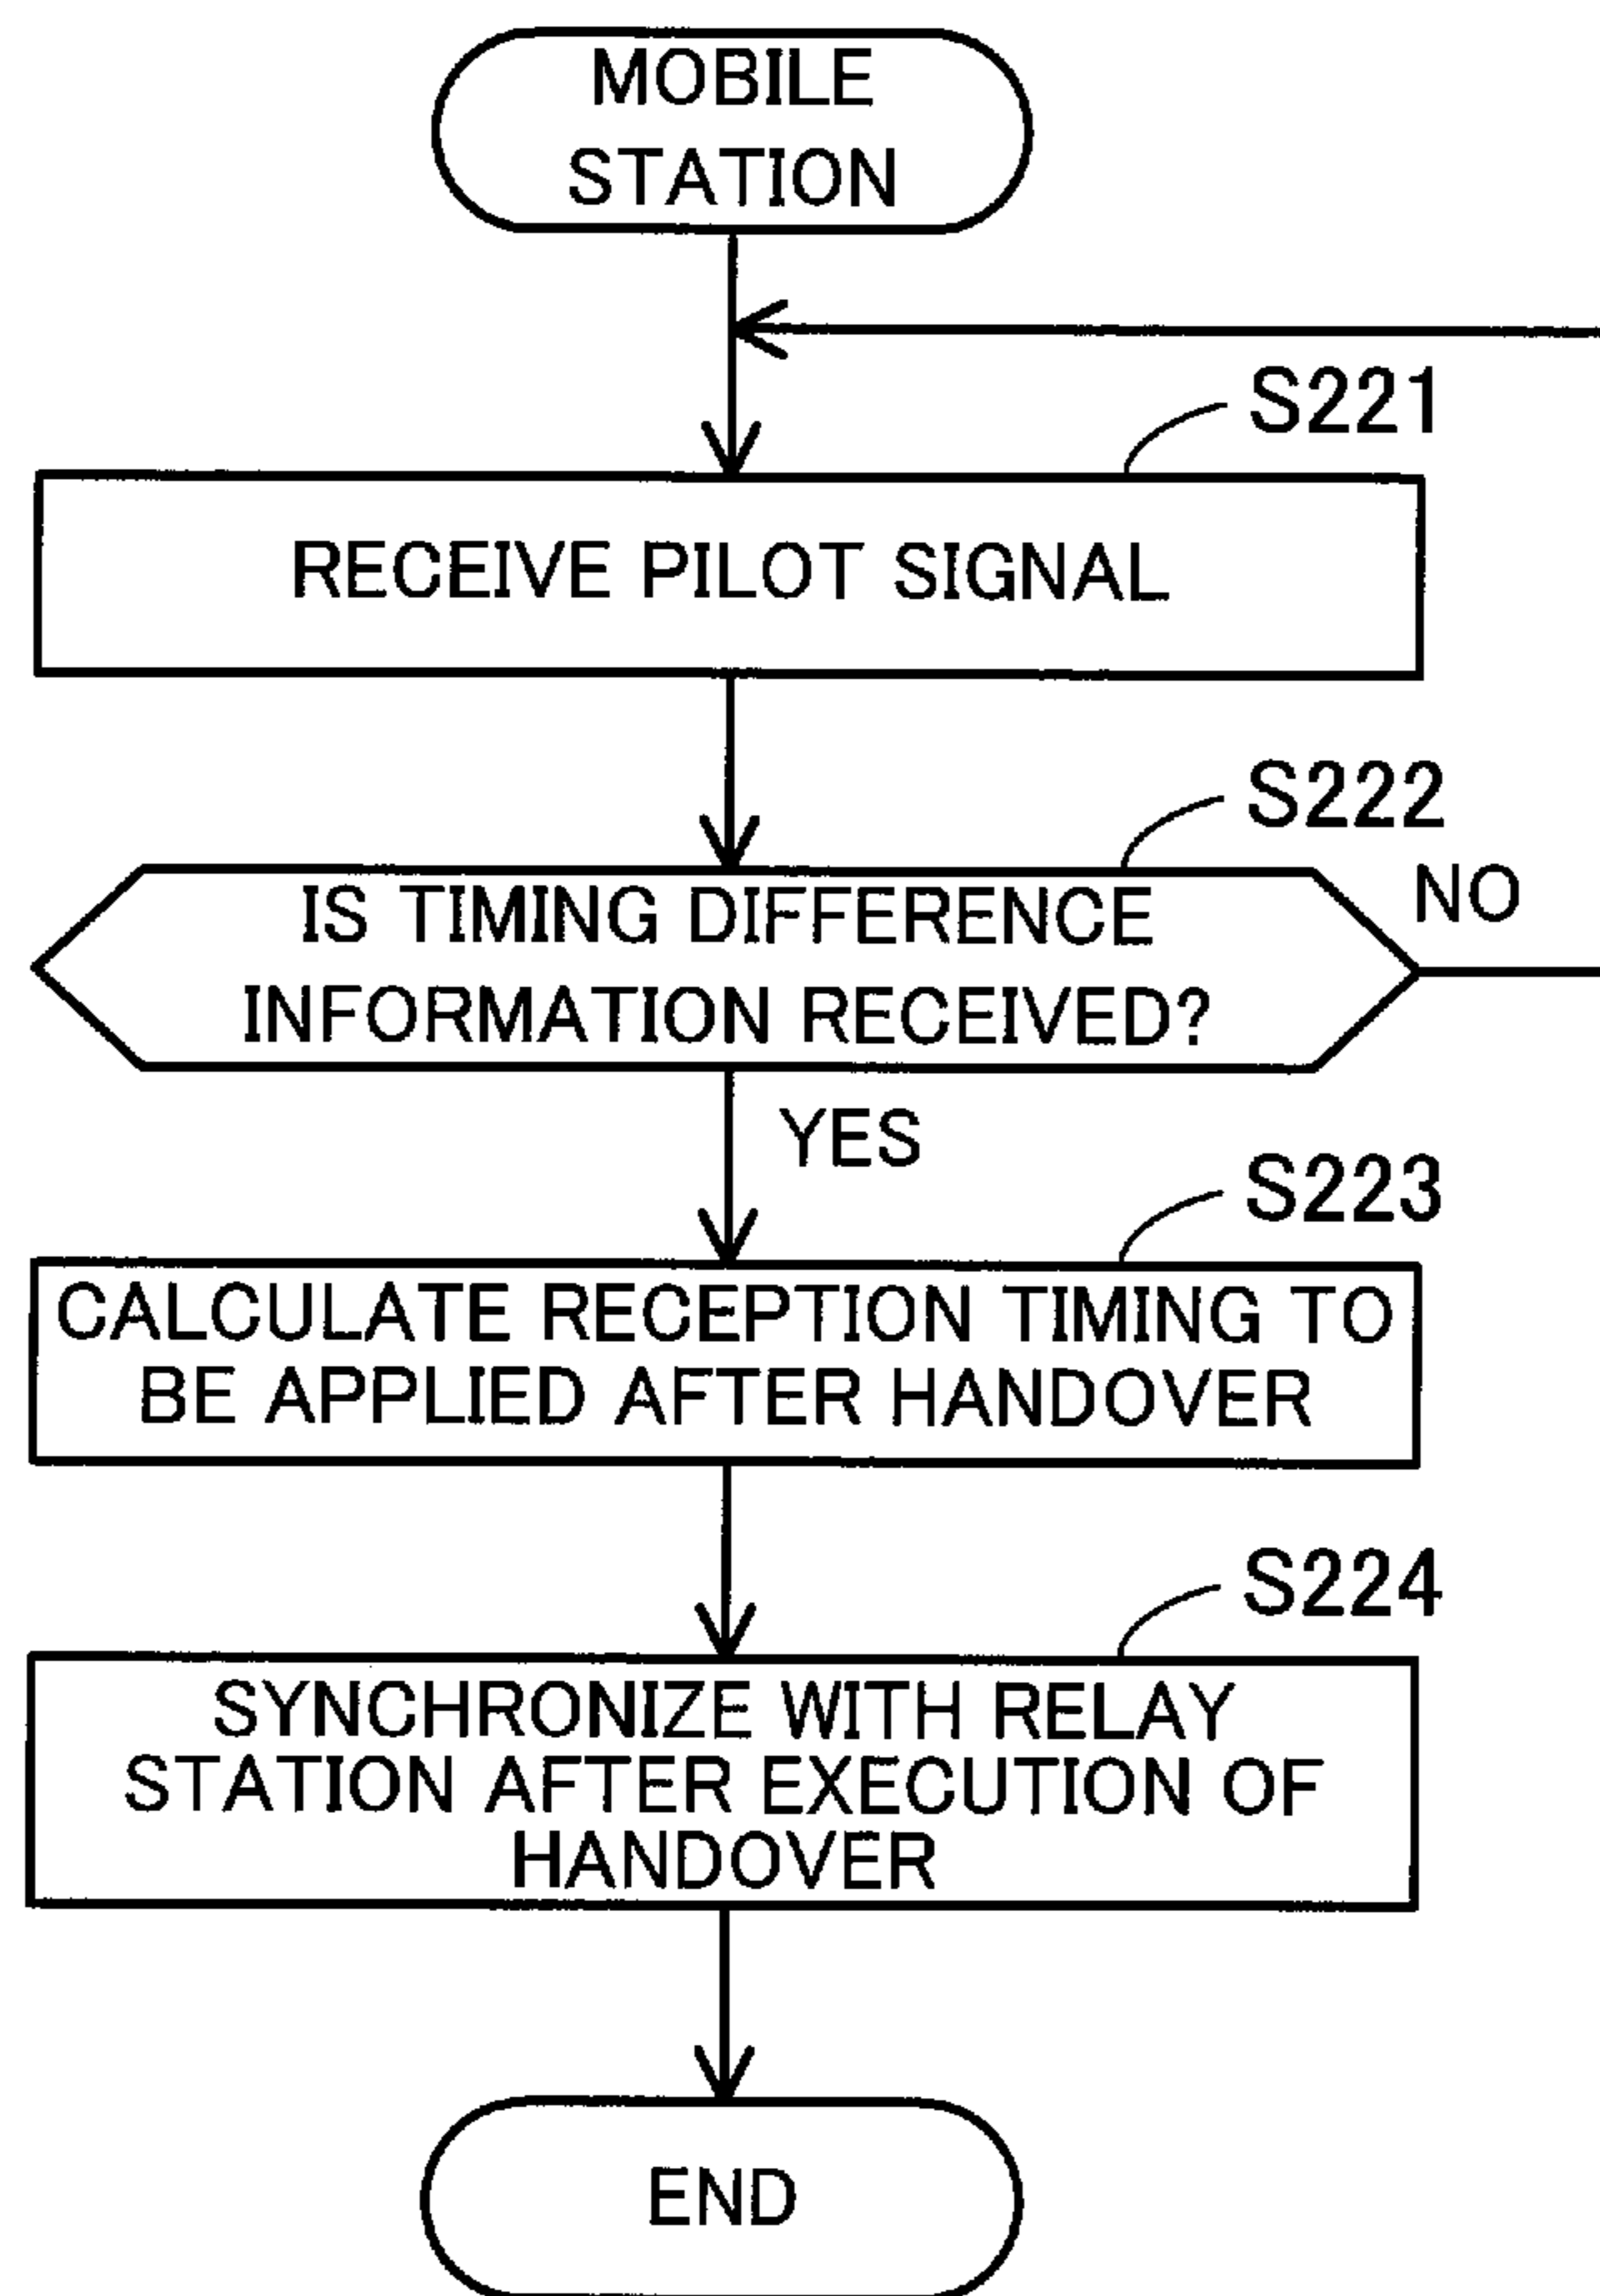 MOBILE
STATION
S221
RECEIVE PILOT SIGNAL
S222
NO
IS TIMING DIFFERENCE
INFORMATION RECEIVED?
YES
S223
CALCULATE RECEPTION TIMING TO
BE APPLIED AFTER HANDOVER
S224
SYNCHRONIZE WITH RELAY
STATION AFTER EXECUTION OF
HANDOVER
END